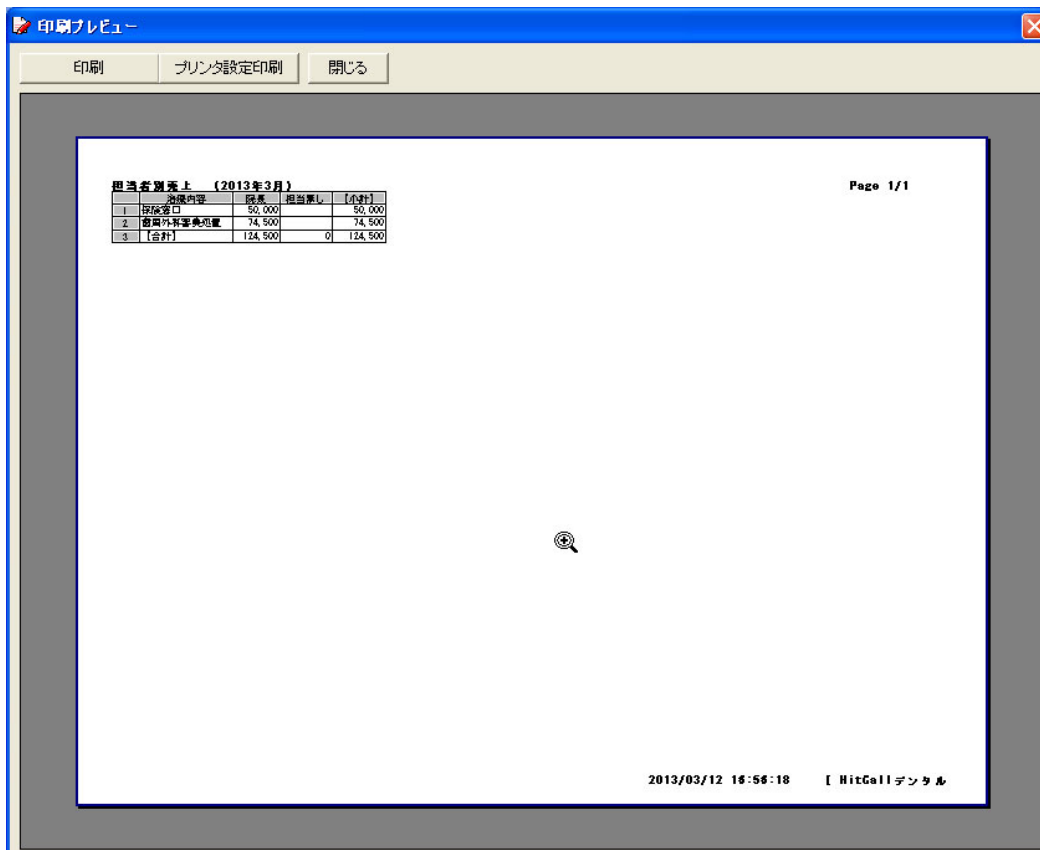 印刷プレビュー
印刷 プリンタ設定印刷 閉じる
担当者別売上 (2013年3月) Page 1/1
治療内容 院長 担当無し 【小計】
1 保険窓口 50,000 50,000
2 歯周外科審美処置 74,500 74,500
3 【合計】 124,500 0 124,500
2013/03/12 16:56:18 [ HitCallデンタル